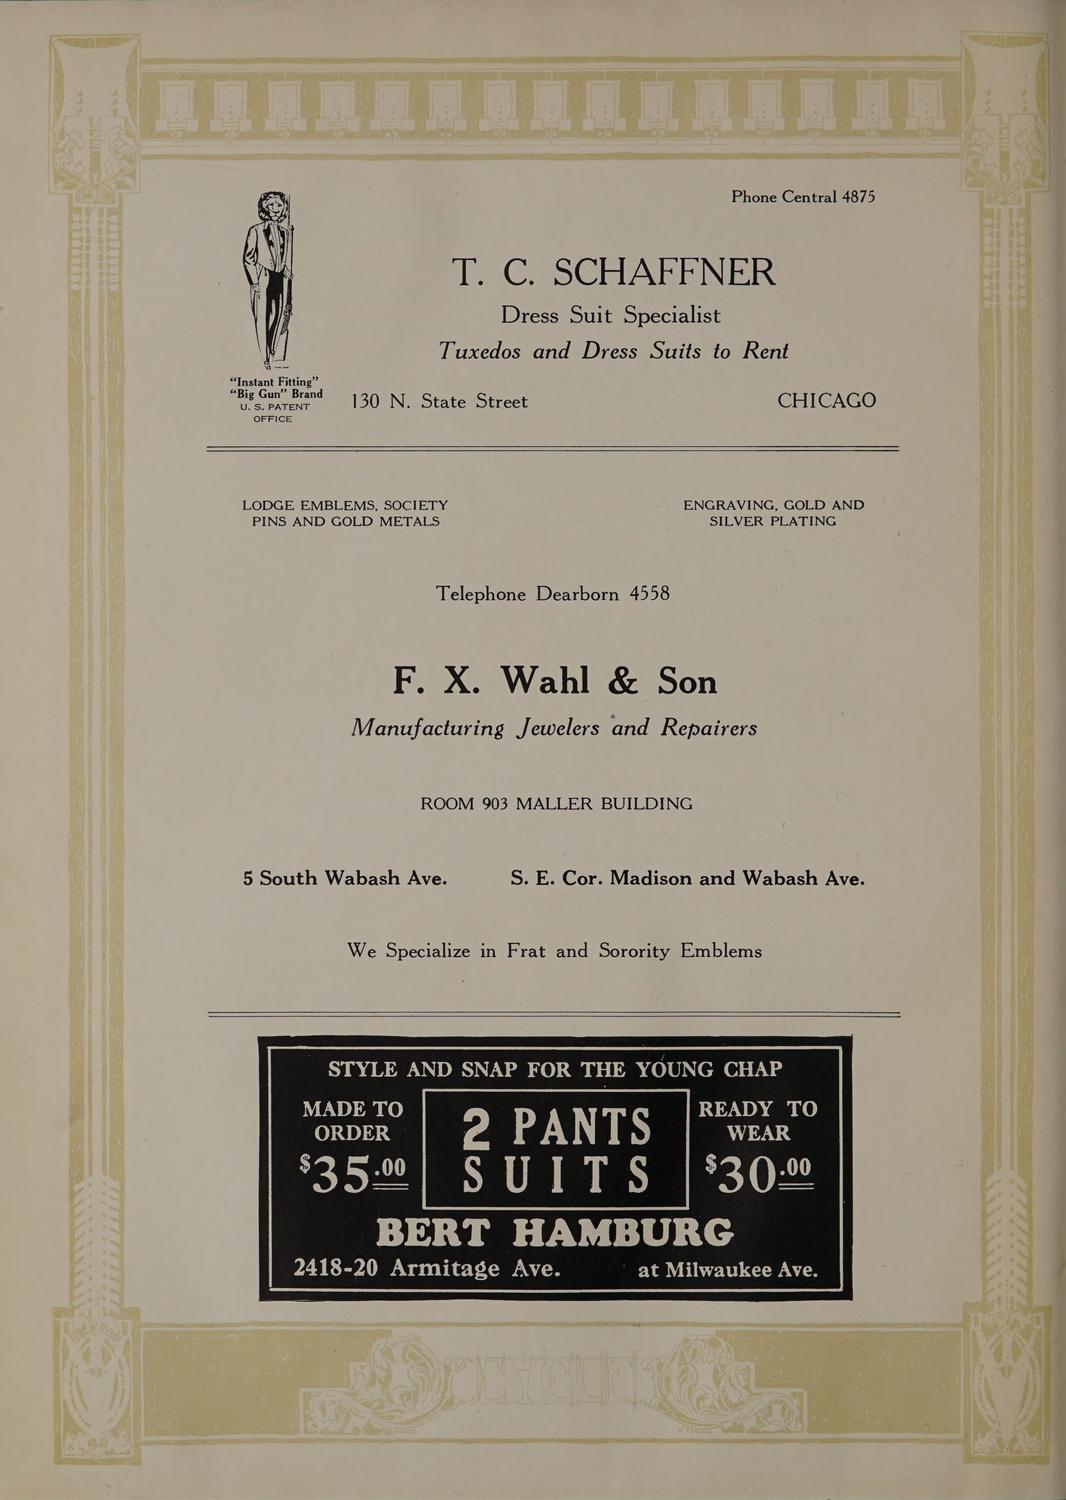 Phone Central 4875
T. C. SCHAFFNER
Dress Suit Specialist
Tuxedos and Dress Suits to Rent
"Instant Fitting"
"Big Gun" Brand
U. S. PATENT
OFFICE
130 N. State Street CHICAGO
LODGE EMBLEMS, SOCIETY
PINS AND GOLD METALS
ENGRAVING, GOLD AND
SILVER PLATING
Telephone Dearborn 4558
F. X. Wahl & Son
Manufacturing Jewelers and Repairers
ROOM 903 MALLER BUILDING
5 South Wabash Ave. S. E. Cor. Madison and Wabash Ave.
We Specialize in Frat and Sorority Emblems
STYLE AND SNAP FOR THE YOUNG CHAP
MADE TO
ORDER
$35.00
2 PANTS
SUITS
READY TO
WEAR
$30.00
BERT HAMBURG
2418-20 Armitage Ave. at Milwaukee Ave.